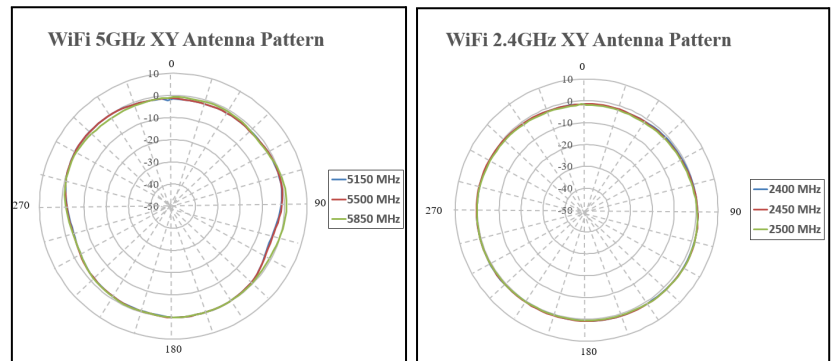 WiFi 5GHz XY Antenna Pattern
0
10
0
-10
-20
-30
-40
-50
270
90
180
5150 MHz
5500 MHz
5850 MHz
WiFi 2.4GHz XY Antenna Pattern
0
10
0
-10
-20
-30
-40
-50
270
90
180
2400 MHz
2450 MHz
2500 MHz